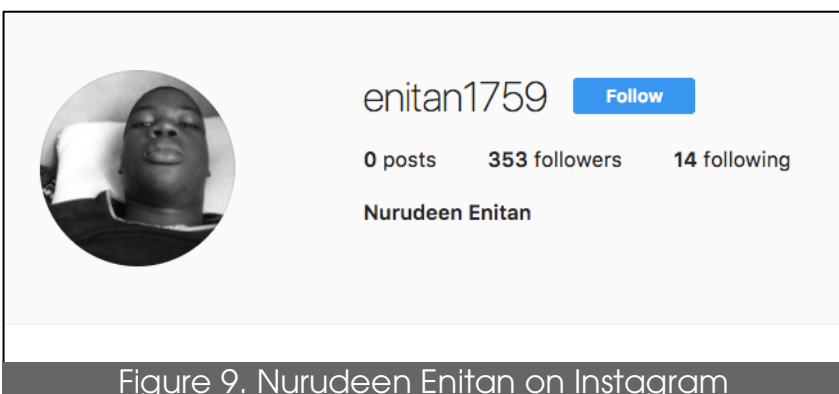 enitan1759 Follow
0 posts 353 followers 14 following
Nurudeen Enitan
Figure 9. Nurudeen Enitan on Instagram